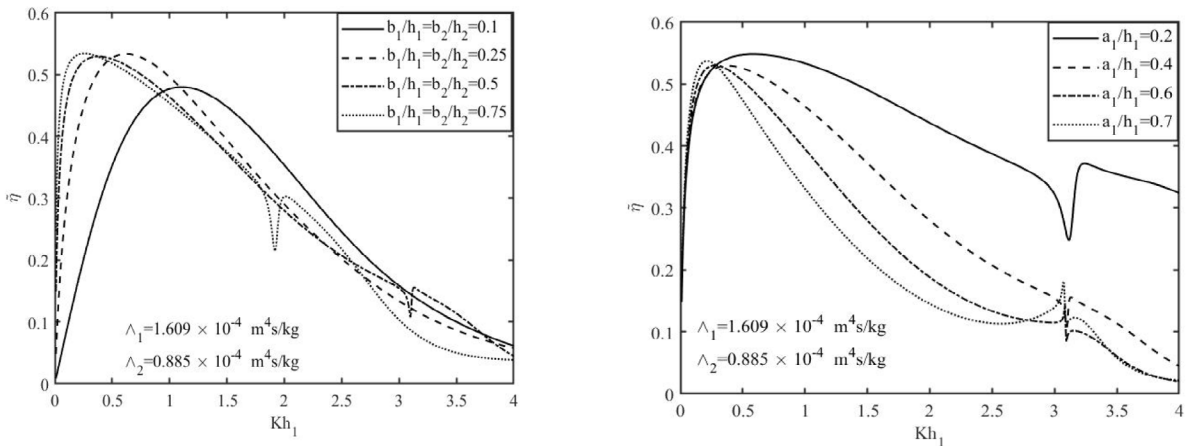 0.6
0.5
0.4
0.3
0.2
0.1
0
η̄
b1/h1=b2/h2=0.1
b1/h1=b2/h2=0.25
b1/h1=b2/h2=0.5
b1/h1=b2/h2=0.75
∧1=1.609 × 10-4 m4s/kg
∧2=0.885 × 10-4 m4s/kg
0 0.5 1 1.5 2 2.5 3 3.5 4
Kh1
0.6
0.5
0.4
0.3
0.2
0.1
0
η̄
a1/h1=0.2
a1/h1=0.4
a1/h1=0.6
a1/h1=0.7
∧1=1.609 × 10-4 m4s/kg
∧2=0.885 × 10-4 m4s/kg
0 0.5 1 1.5 2 2.5 3 3.5 4
Kh1